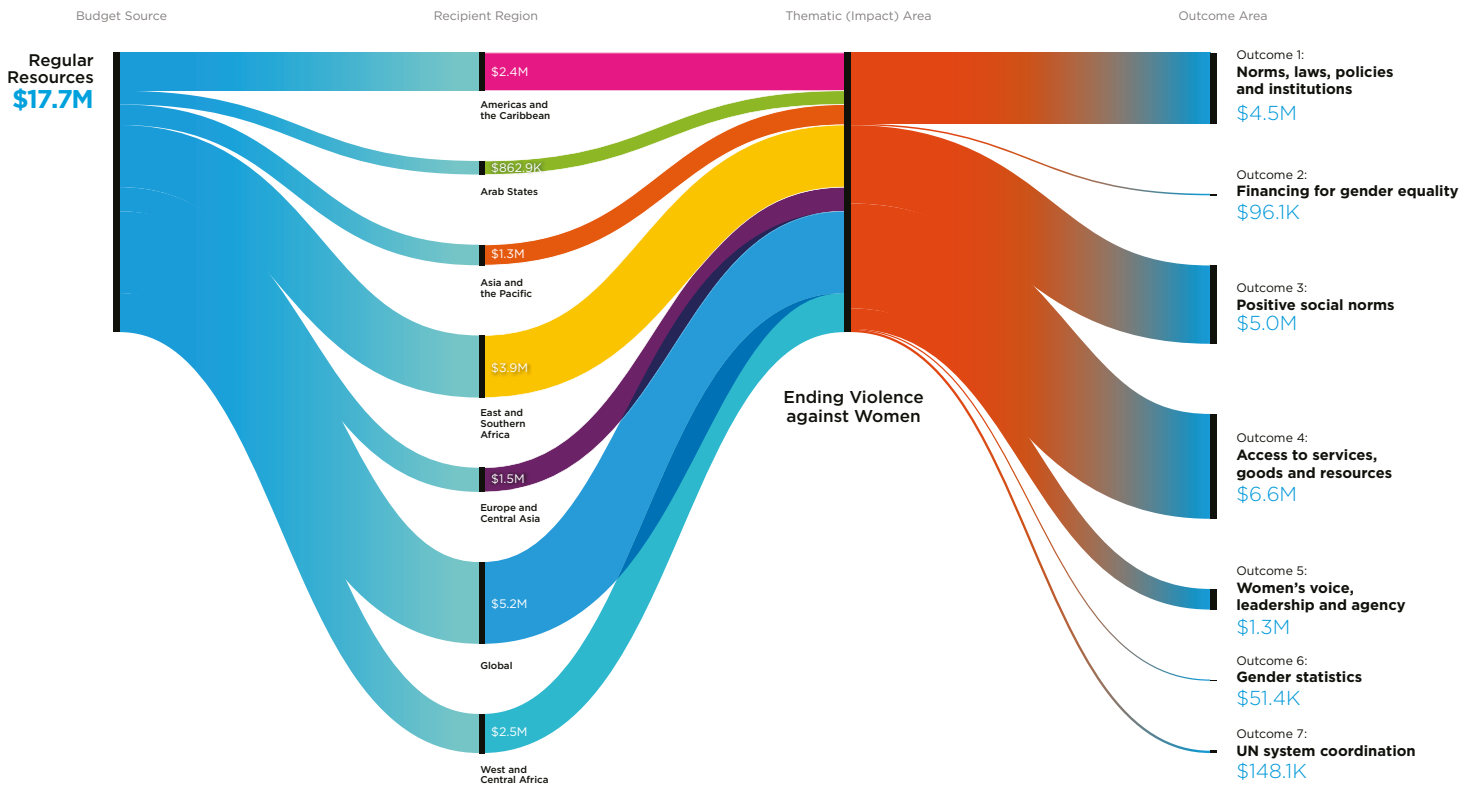 Budget Source
Recipient Region
Thematic (Impact) Area
Outcome Area
Regular
Resources
$17.7M
$2.4M
Americas and
the Caribbean
$862.9K
Arab States
$1.3M
Asia and
the Pacific
$3.9M
East and
Southern
Africa
$1.5M
Europe and
Central Asia
$5.2M
Global
$2.5M
West and
Central Africa
Ending Violence
against Women
Outcome 1:
Norms, laws, policies
and institutions
$4.5M
Outcome 2:
Financing for gender equality
$96.1K
Outcome 3:
Positive social norms
$5.0M
Outcome 4:
Access to services,
goods and resources
$6.6M
Outcome 5:
Women’s voice,
leadership and agency
$1.3M
Outcome 6:
Gender statistics
$51.4K
Outcome 7:
UN system coordination
$148.1K